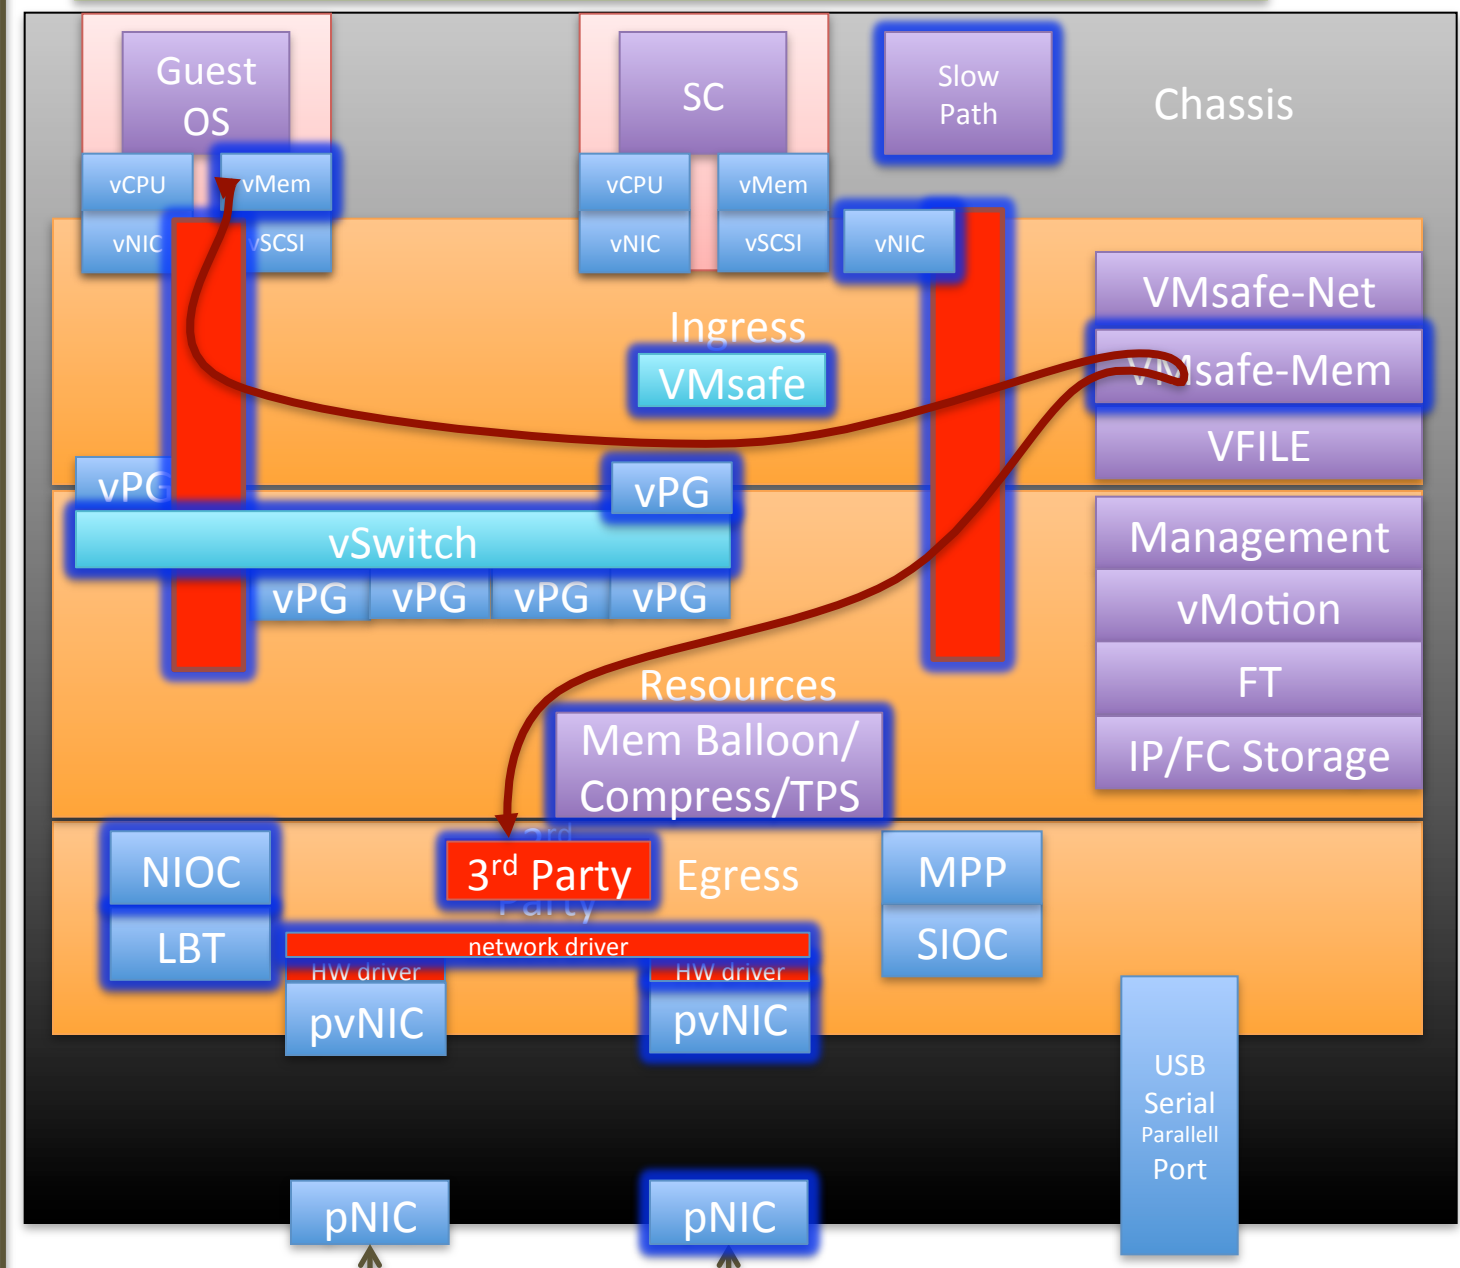 Guest
OS
SC
Slow
Path
Chassis
vCPU
vMem
vNIC
vSCSI
vCPU
vMem
vNIC
vSCSI
vNIC
Ingress
VMsafe
VMsafe-Net
VMsafe-Mem
VFILE
vPG
vPG
vSwitch
vPG
vPG
vPG
vPG
Management
vMotion
FT
IP/FC Storage
Resources
Mem Balloon/
Compress/TPS
NIOC
LBT
3rd
Party
3rd Party
Egress
MPP
SIOC
network driver
HW driver
HW driver
pvNIC
pvNIC
USB
Serial
Parallell
Port
pNIC
pNIC